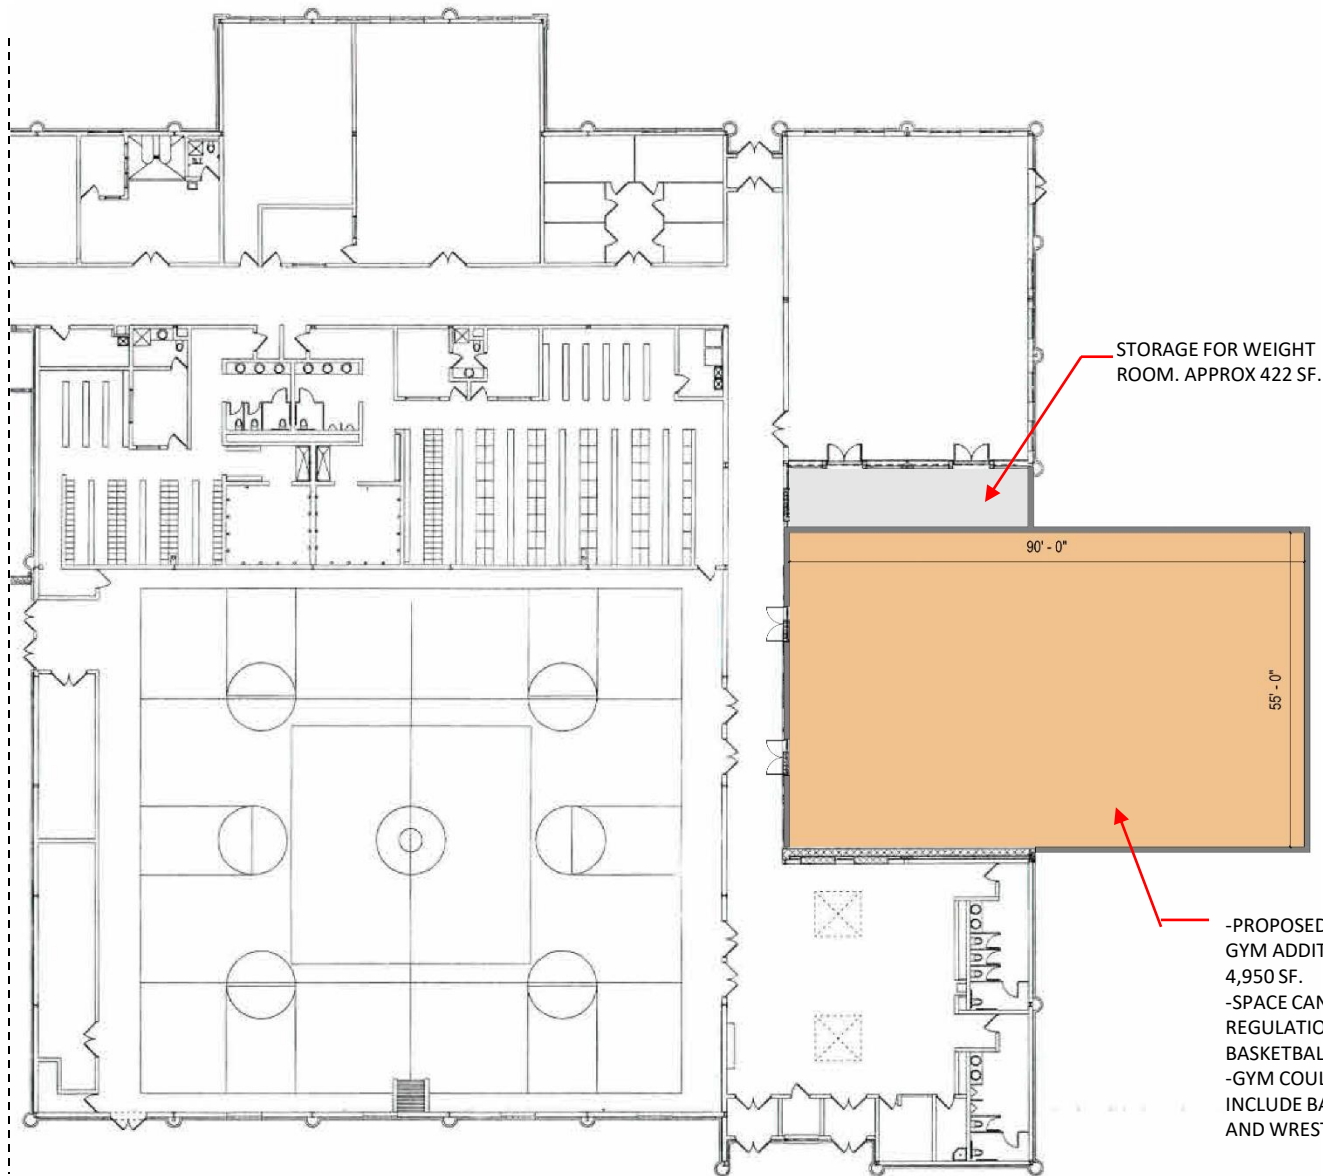 STORAGE FOR WEIGHT
ROOM. APPROX 422 SF.
90' - 0"
55' - 0"
-PROPOSED
GYM ADDIT
4,950 SF.
-SPACE CAN
REGULATIO
BASKETBAL
-GYM COUL
INCLUDE BA
AND WREST